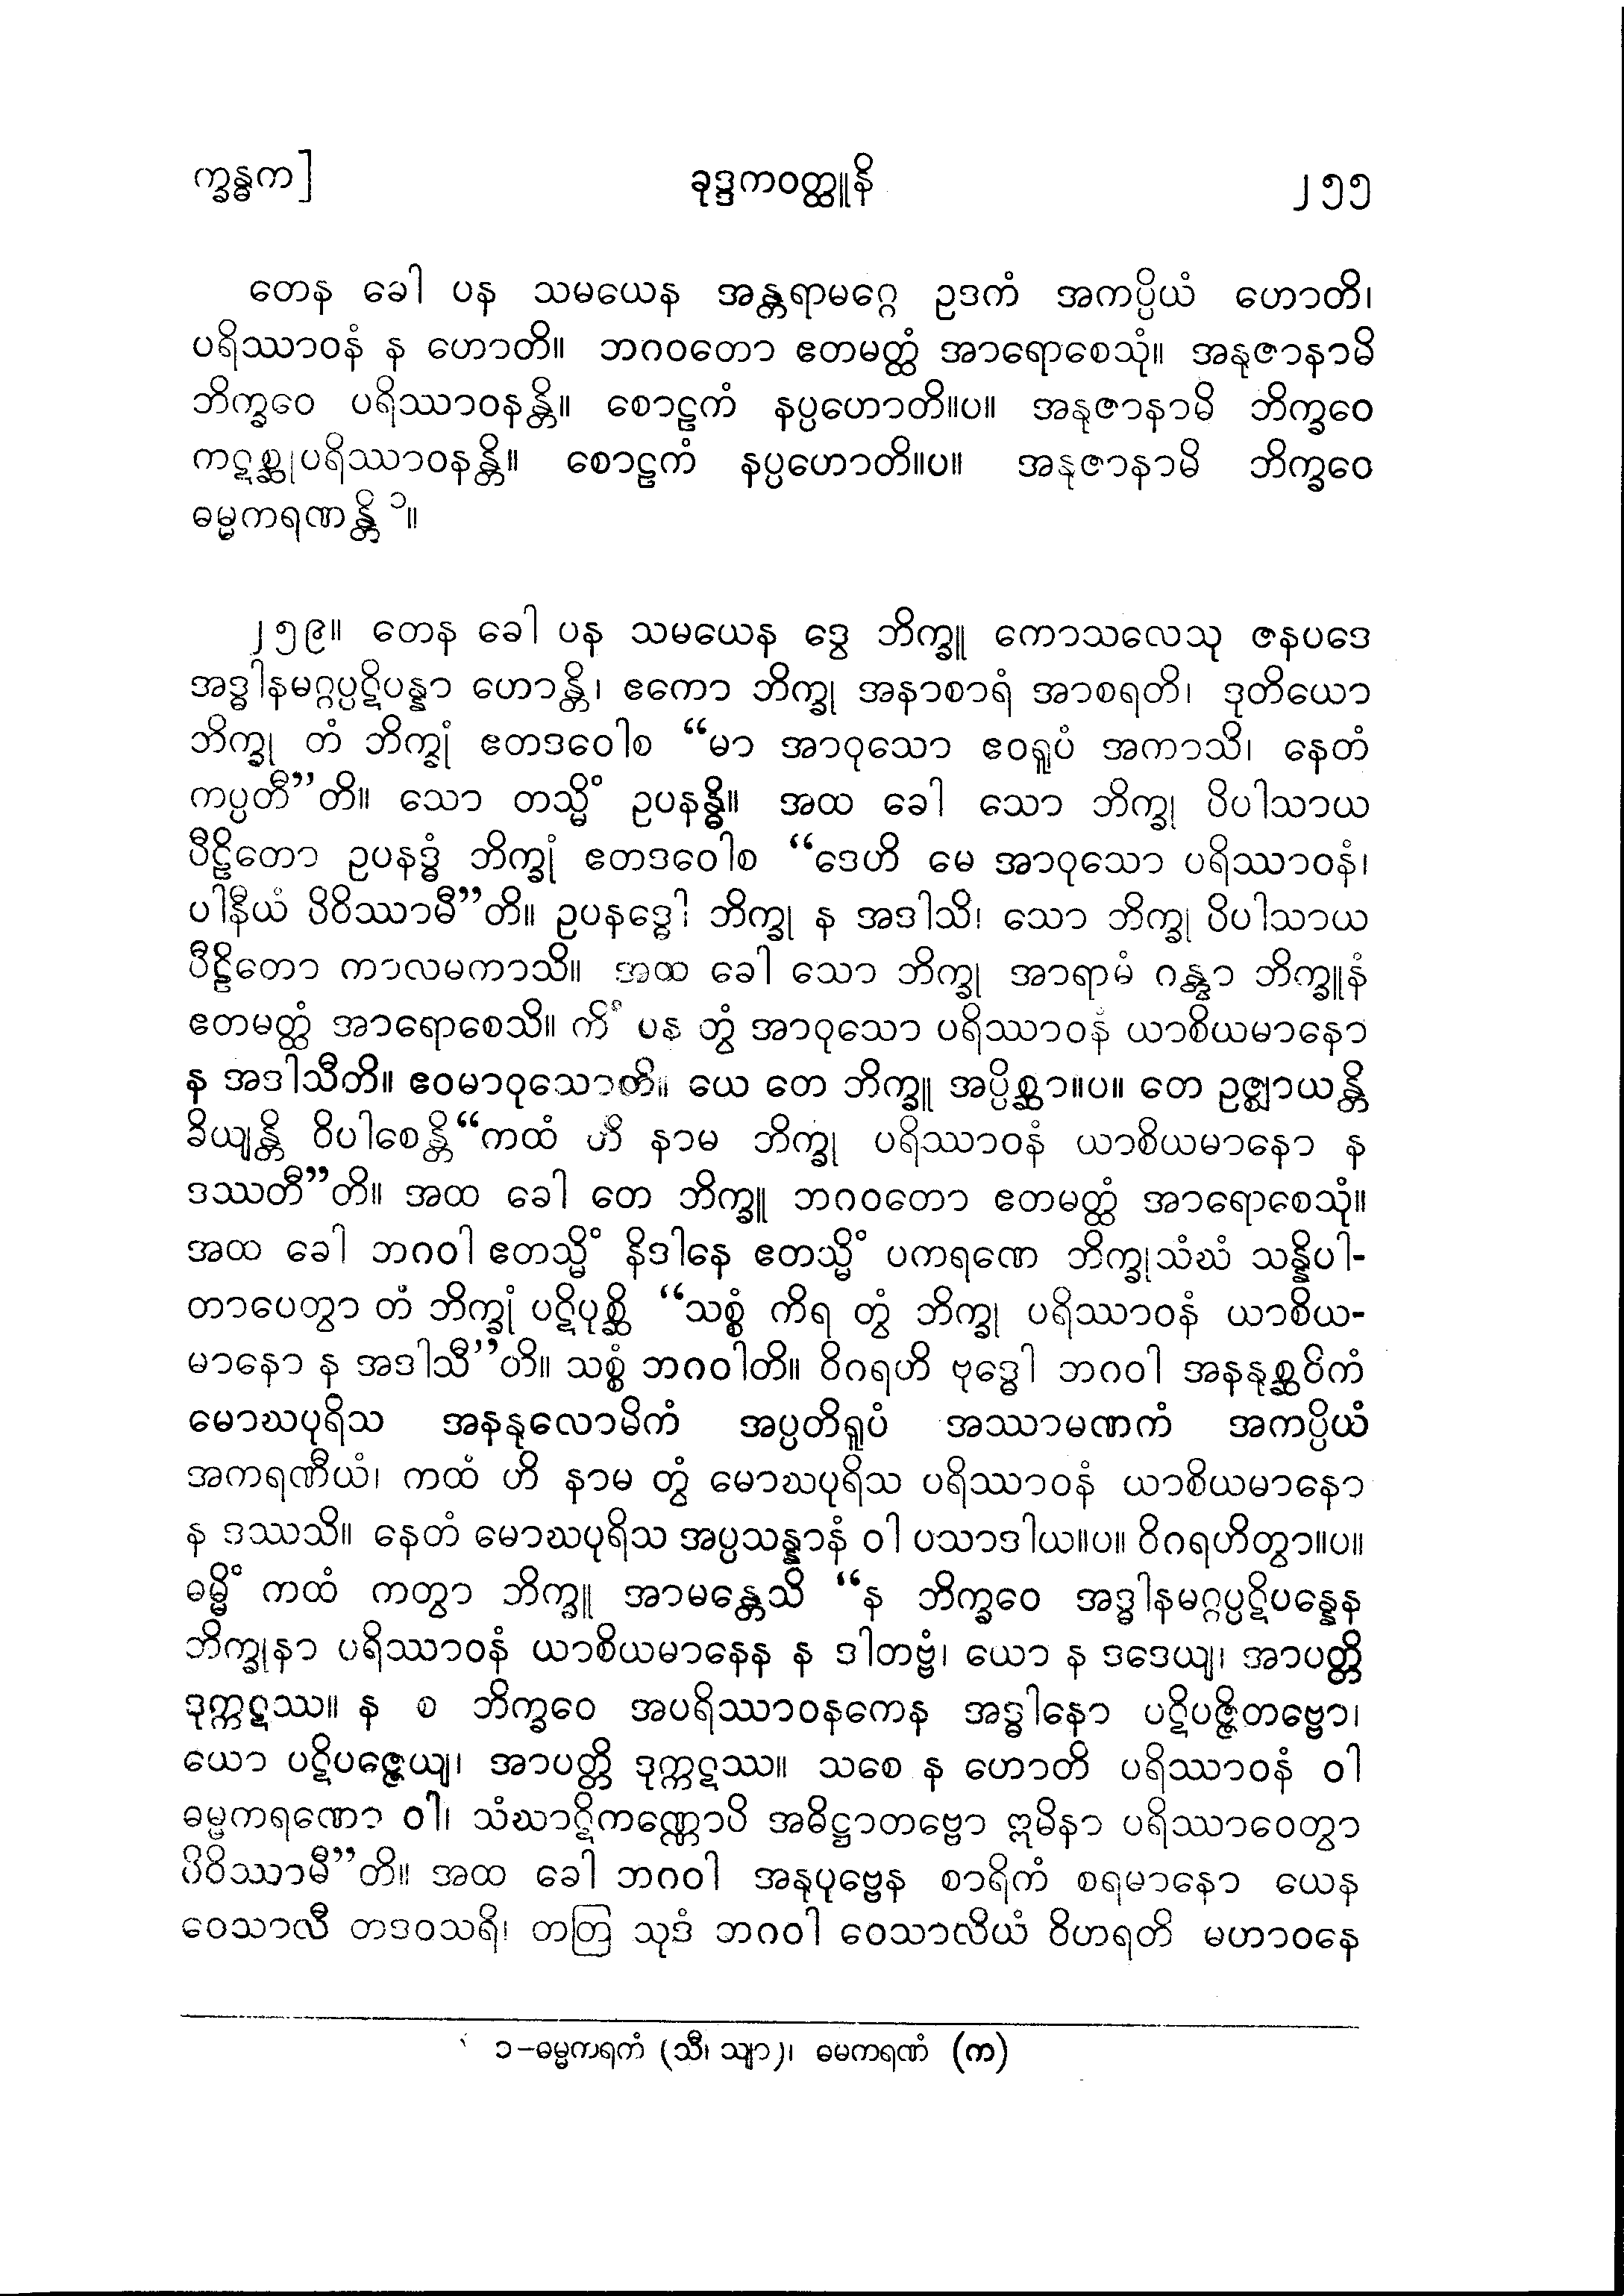 က္ခန္ဓက]
ခုဒ္ဒကဝတ္ထူနိ
၂၅၅
တေန ခေါ ပန သမယေန အန္တရာမဂ္ဂေ ဥဒကံ အကပ္ပိယံ ဟောတိ၊
ပရိဿာဝနံ န ဟောတိ။ ဘဂဝတော ဧတမတ္ထံ အာရောစေသုံ။ အနုဇာနာမိ
ဘိက္ခဝေ ပရိဿာဝနန္တိ။ စောဠကံ နပ္ပဟောတိ။ပ။ အနုဇာနာမိ ဘိက္ခဝေ
ကဋစ္ဆုပရိဿာဝနန္တိ။ စောဠကံ နပ္ပဟောတိ။ပ။ အနုဇာနာမိ ဘိက္ခဝေ
ဓမ္မကရဏန္တိ ၁။
၂၅၉။ တေန ခေါ ပန သမယေန ဒွေ ဘိက္ခူ ကောသလေသု ဇနပဒေ
အဒ္ဓါနမဂ္ဂပ္ပဋိပန္နာ ဟောန္တိ၊ ဧကော ဘိက္ခု အနာစာရံ အာစရတိ၊ ဒုတိယော
ဘိက္ခု တံ ဘိက္ခုံ ဧတဒဝေါစ “မာ အာဝုသော ဧဝရူပံ အကာသိ၊ နေတံ
ကပ္ပတီ”တိ။ သော တသ္မိံ ဥပနန္ဓိ။ အထ ခေါ သော ဘိက္ခု ပိပါသာယ
ပီဠိတော ဥပနဒ္ဓံ ဘိက္ခုံ ဧတဒဝေါစ “ဒေဟိ မေ အာဝုသော ပရိဿာဝနံ၊
ပါနီယံ ပိဝိဿာမီ”တိ။ ဥပနဒ္ဓေါ ဘိက္ခု န အဒါသိ၊ သော ဘိက္ခု ပိပါသာယ
ပီဠိတော ကာလမကာသိ။ အထ ခေါ သော ဘိက္ခု အာရာမံ ဂန္တွာ ဘိက္ခူနံ
ဧတမတ္ထံ အာရောစေသိ။ ကိံ ပန တွံ အာဝုသော ပရိဿာဝနံ ယာစိယမာနော
န အဒါသီတိ။ ဧဝမာဝုသောတိ။ ယေ တေ ဘိက္ခူ အပ္ပိစ္ဆာ။ပ။ တေ ဥဇ္ဈာယန္တိ
ခိယျန္တိ ဝိပါစေန္တိ“ကထံ ဟိ နာမ ဘိက္ခု ပရိဿာဝနံ ယာစိယမာနော န
ဒဿတီ”တိ။ အထ ခေါ တေ ဘိက္ခူ ဘဂဝတော ဧတမတ္ထံ အာရောစေသုံ။
အထ ခေါ ဘဂဝါ ဧတသ္မိံ နိဒါနေ ဧတသ္မိံ ပကရဏေ ဘိက္ခုသံဃံ သန္နိပါ-
တာပေတွာ တံ ဘိက္ခုံ ပဋိပုစ္ဆိ “သစ္စံ ကိရ တွံ ဘိက္ခု ပရိဿာဝနံ ယာစိယ-
မာနော န အဒါသီ”တိ။ သစ္စံ ဘဂဝါတိ။ ဝိဂရဟိ ဗုဒ္ဓေါ ဘဂဝါ အနနုစ္ဆဝိကံ
မောဃပုရိသ အနနုလောမိကံ အပ္ပတိရူပံ အဿာမဏကံ အကပ္ပိယံ
အကရဏီယံ၊ ကထံ ဟိ နာမ တွံ မောဃပုရိသ ပရိဿာဝနံ ယာစိယမာနော
န ဒဿသိ။ နေတံ မောဃပုရိသ အပ္ပသန္နာနံ ဝါ ပသာဒါယ။ပ။ ဝိဂရဟိတွာ။ပ။
ဓမ္မိံ ကထံ ကတွာ ဘိက္ခူ အာမန္တေသိ “န ဘိက္ခဝေ အဒ္ဓါနမဂ္ဂပ္ပဋိပန္နေန
ဘိက္ခုနာ ပရိဿာဝနံ ယာစိယမာနေန န ဒါတဗ္ဗံ၊ ယော န ဒဒေယျ၊ အာပတ္တိ
ဒုက္ကဋဿ။ န စ ဘိက္ခဝေ အပရိဿာဝနကေန အဒ္ဓါနော ပဋိပဇ္ဇိတဗ္ဗော၊
ယော ပဋိပဇ္ဇေယျ၊ အာပတ္တိ ဒုက္ကဋဿ။ သစေ န ဟောတိ ပရိဿာဝနံ ဝါ
ဓမ္မကရဏော ဝါ၊ သံဃာဋိကဏ္ဏောပိ အဓိဋ္ဌာတဗ္ဗော ဣမိနာ ပရိဿာဝေတွာ
ပိဝိဿာမီ”တိ။ အထ ခေါ ဘဂဝါ အနုပုဗ္ဗေန စာရိကံ စရမာနော ယေန
ဝေသာလီ တဒဝသရိ၊ တတြ သုဒံ ဘဂဝါ ဝေသာလိယံ ဝိဟရတိ မဟာဝနေ
၁-ဓမ္မကရကံ (သီ၊ သျာ)၊ ဓမကရဏံ (က)